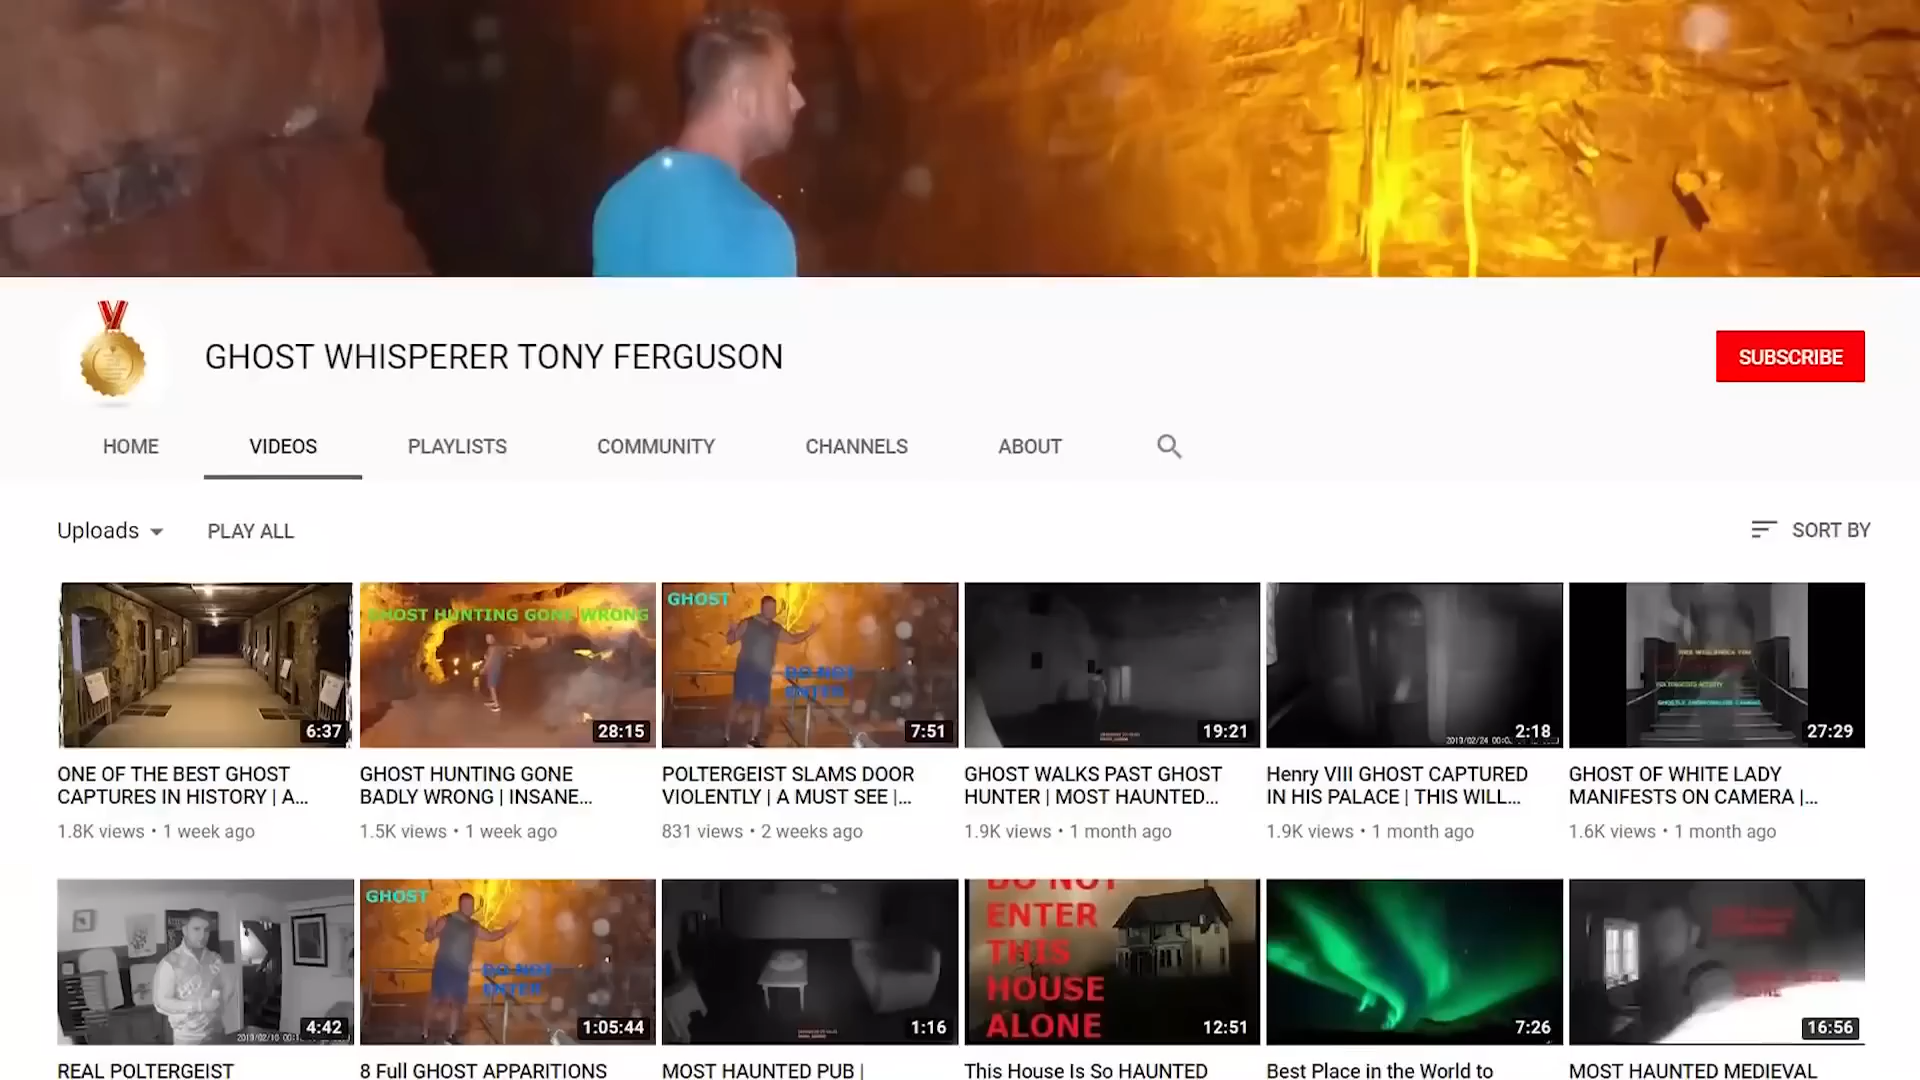 GHOST WHISPERER TONY FERGUSON
SUBSCRIBE
HOME VIDEOS PLAYLISTS COMMUNITY CHANNELS ABOUT
Uploads PLAY ALL SORT BY
6:37
GHOST HUNTING GONE WRONG
28:15
GHOST
DO NOT
ENTER
7:51
19:21
2:18
27:29
ONE OF THE BEST GHOST
CAPTURES IN HISTORY | A...
1.8K views • 1 week ago
GHOST HUNTING GONE
BADLY WRONG | INSANE...
1.5K views • 1 week ago
POLTERGEIST SLAMS DOOR
VIOLENTLY | A MUST SEE |...
831 views • 2 weeks ago
GHOST WALKS PAST GHOST
HUNTER | MOST HAUNTED...
1.9K views • 1 month ago
Henry VIII GHOST CAPTURED
IN HIS PALACE | THIS WILL...
1.9K views • 1 month ago
GHOST OF WHITE LADY
MANIFESTS ON CAMERA |...
1.6K views • 1 month ago
4:42
GHOST
DO NOT
ENTER
1:05:44
1:16
DO NOT
ENTER
THIS
HOUSE
ALONE
12:51
7:26
16:56
REAL POLTERGEIST
8 Full GHOST APPARITIONS
MOST HAUNTED PUB |
This House Is So HAUNTED
Best Place in the World to
MOST HAUNTED MEDIEVAL